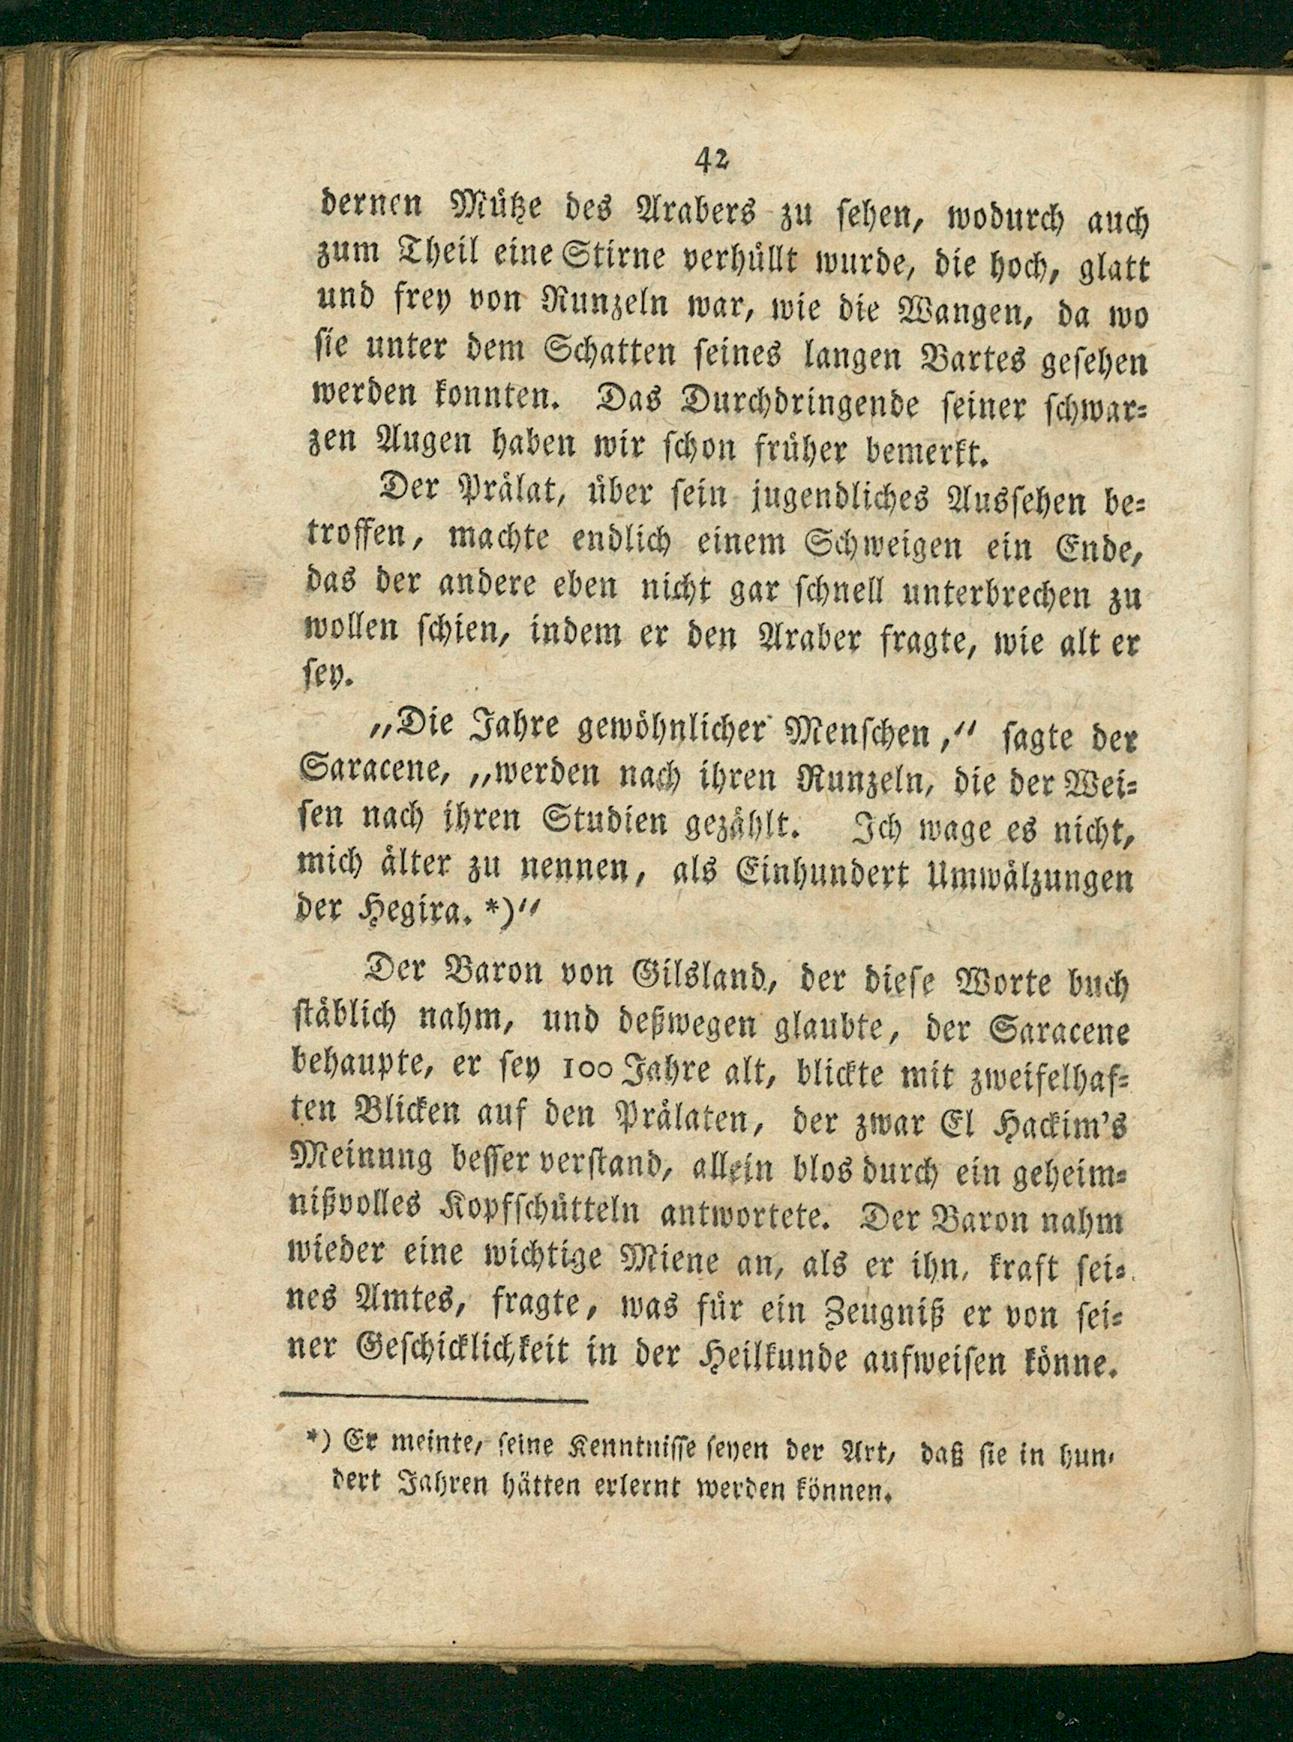 42
dernen Mütze des Arabers zu sehen, wodurch auch
zum Theil eine Stirne verhüllt wurde, die hoch, glatt
und frey von Runzeln war, wie die Wangen, da wo
sie unter dem Schatten seines langen Bartes gesehen
werden konnten. Das Durchdringende seiner schwar-
zen Augen haben wir schon früher bemerkt.
Der Prälat, über sein jugendliches Aussehen be-
troffen, machte endlich einem Schweigen ein Ende,
das der andere eben nicht gar schnell unterbrechen zu
wollen schien, indem er den Araber fragte, wie alt er
sey.
„Die Jahre gewöhnlicher Menschen,“ sagte der
Saracene, „werden nach ihren Runzeln, die der Wei-
sen nach ihren Studien gezählt. Ich wage es nicht,
mich älter zu nennen, als Einhundert Umwälzungen
der Hegira. *)“
Der Baron von Gilsland, der diese Worte buch
stäblich nahm, und deßwegen glaubte, der Saracene
behaupte, er sey 100 Jahre alt, blickte mit zweifelhaf-
ten Blicken auf den Prälaten, der zwar El Hackim's
Meinung besser verstand, allein blos durch ein geheim-
nißvolles Kopfschütteln antwortete. Der Baron nahm
wieder eine wichtige Miene an, als er ihn, kraft sei-
nes Amtes, fragte, was für ein Zeugniß er von sei-
ner Geschicklichkeit in der Heilkunde aufweisen könne.
*) Er meinte, seine Kenntnisse seyen der Art, daß sie in hun-
dert Jahren hätten erlernt werden können.